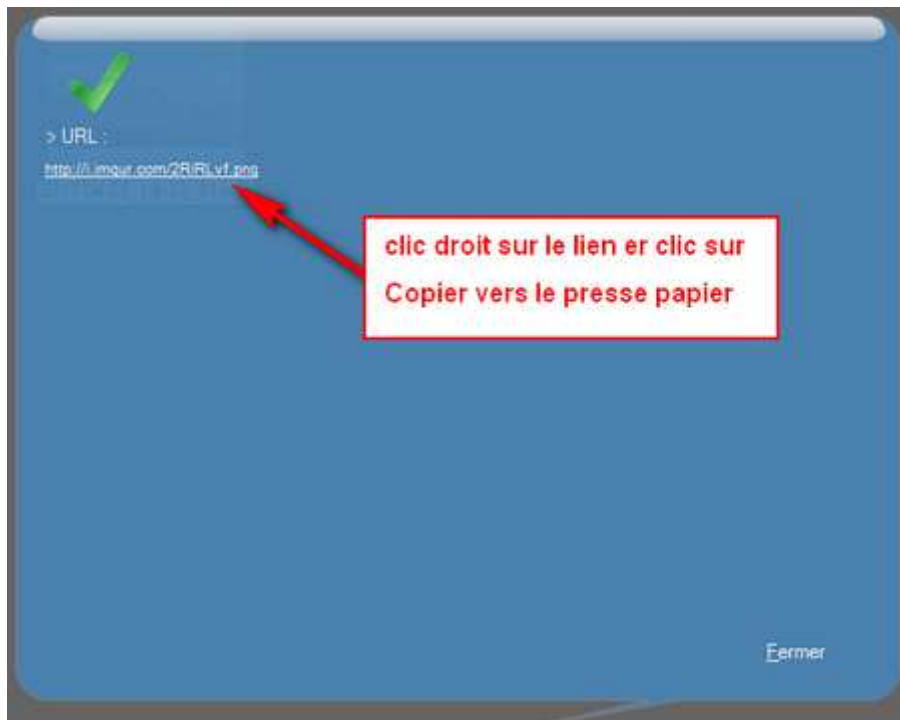 > URL :
http://i.imgur.com/2RiRLvf.png
clic droit sur le lien er clic sur
Copier vers le presse papier
Fermer